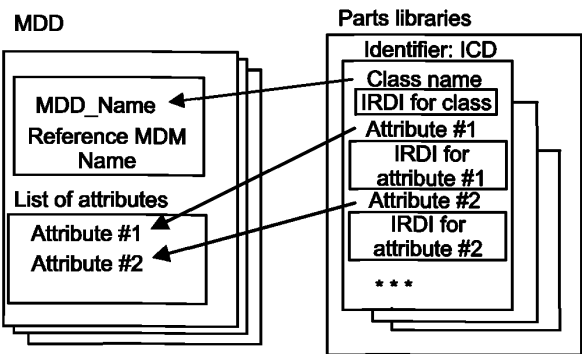 MDD
MDD_Name
Reference MDM
Name
List of attributes
Attribute #1
Attribute #2
Parts libraries
Identifier: ICD
Class name
IRDI for class
Attribute #1
IRDI for
attribute #1
Attribute #2
IRDI for
attribute #2
* * *